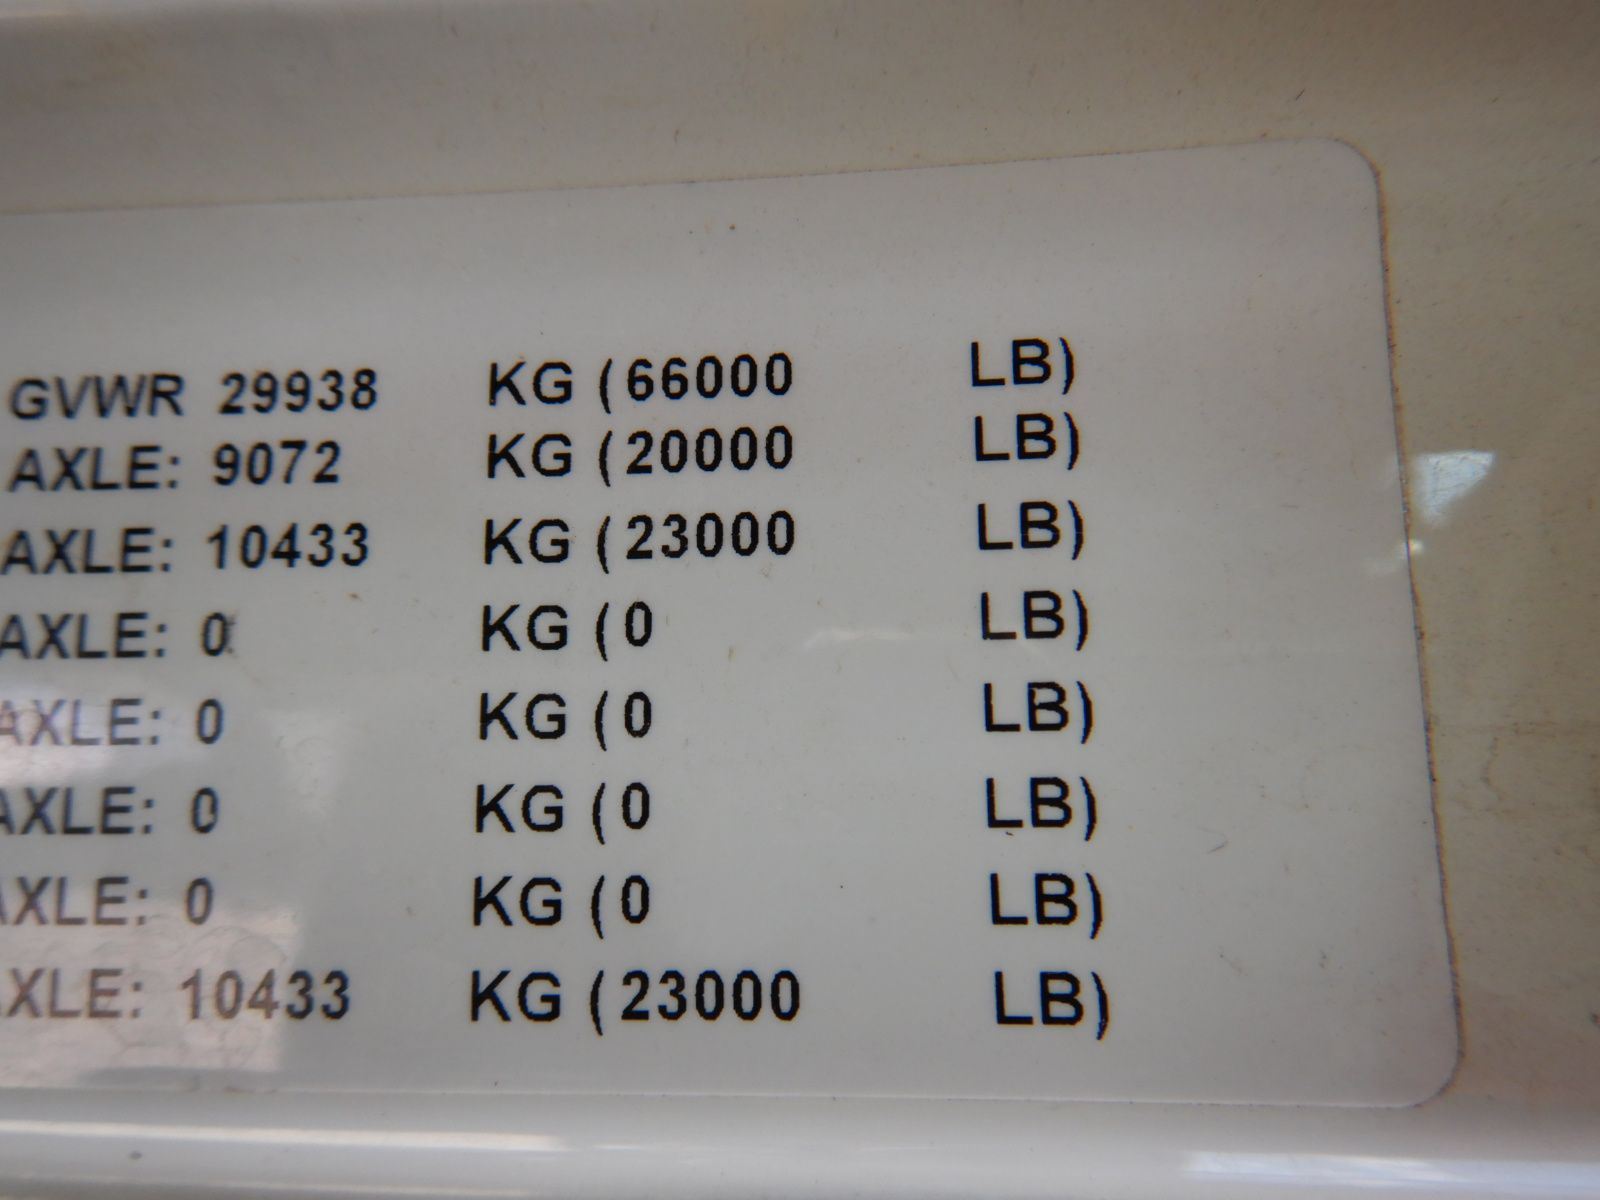 GVWR 29938 KG (66000 LB)
AXLE: 9072 KG (20000 LB)
AXLE: 10433 KG (23000 LB)
AXLE: 0 KG (0 LB)
AXLE: 0 KG (0 LB)
AXLE: 0 KG (0 LB)
AXLE: 0 KG (0 LB)
AXLE: 10433 KG (23000 LB)